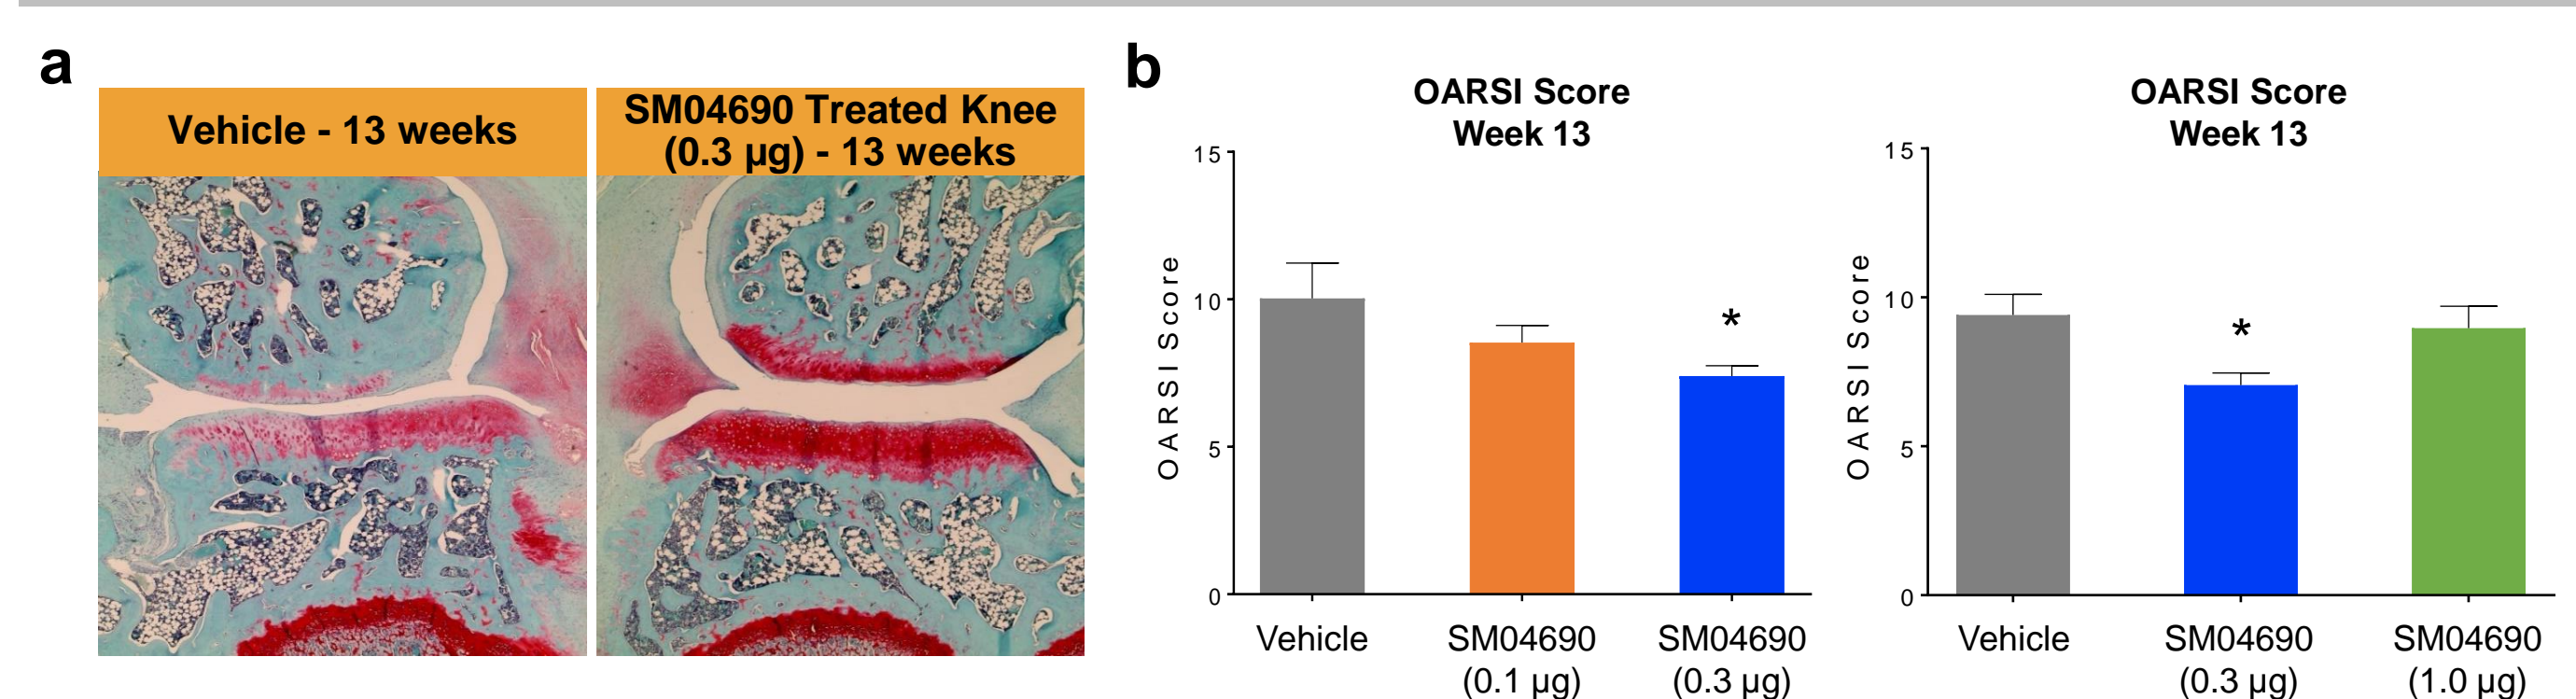 a
Vehicle - 13 weeks
SM04690 Treated Knee
(0.3 µg) - 13 weeks
b
OARSI Score
Week 13
15
10
5
0
OARSI Score
*
Vehicle
SM04690
(0.1 µg)
SM04690
(0.3 µg)
OARSI Score
Week 13
15
10
5
0
OARSI Score
*
Vehicle
SM04690
(0.3 µg)
SM04690
(1.0 µg)